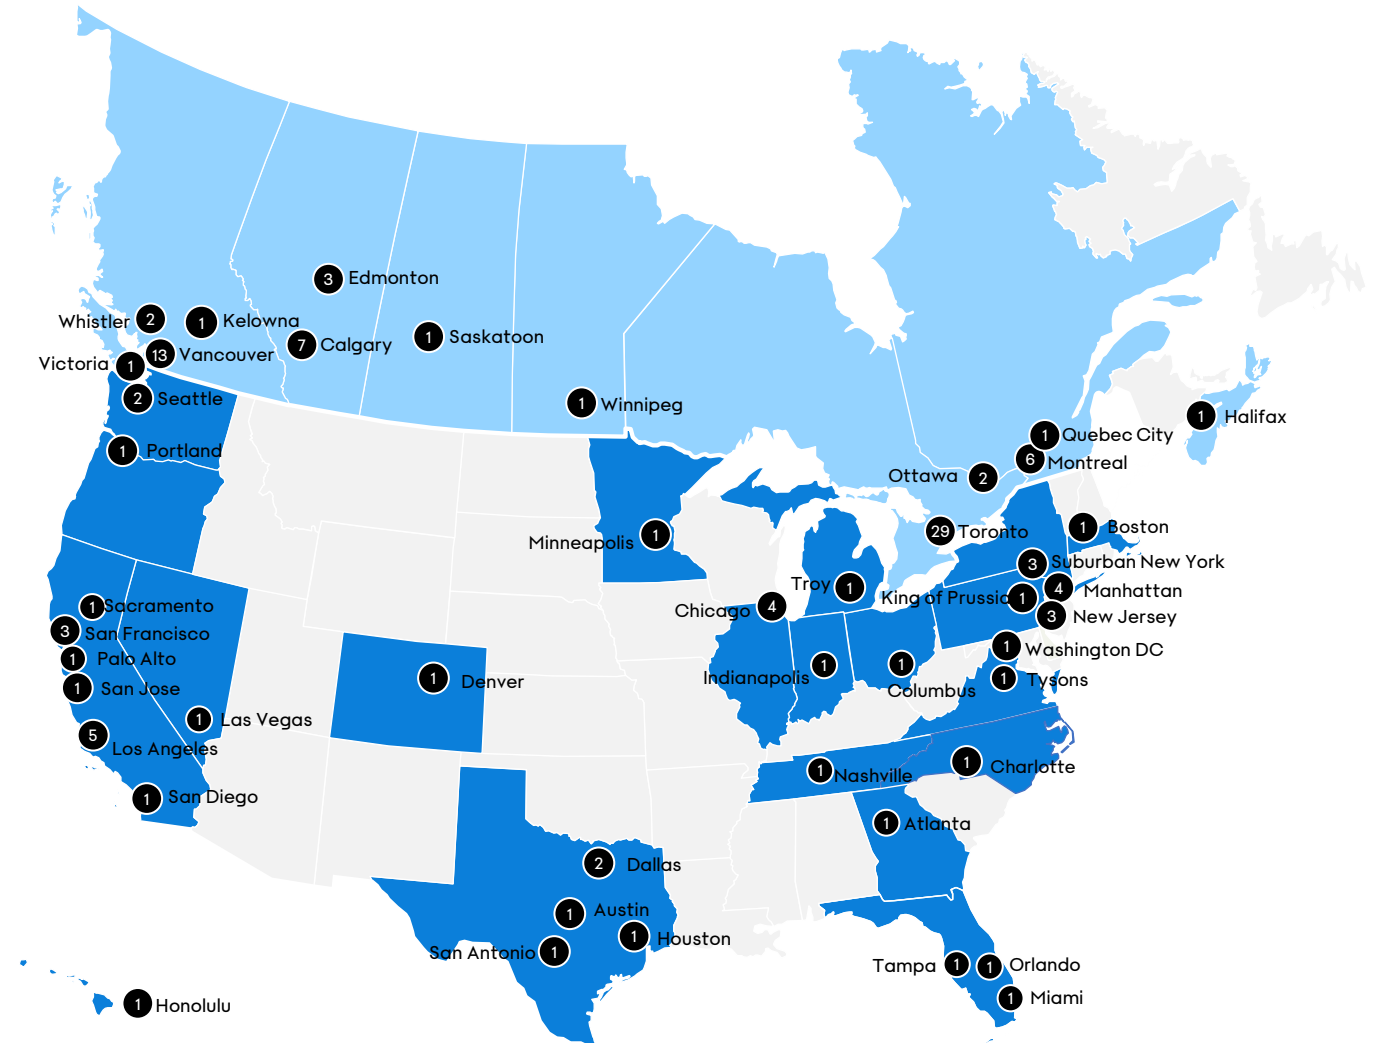 3 Edmonton
Whistler 2
1 Kelowna
1 Saskatoon
7 Calgary
13 Vancouver
Victoria 1
2 Seattle
1 Winnipeg
1 Halifax
1 Quebec City
1 Portland
6 Montreal
Ottawa 2
1 Boston
29 Toronto
Minneapolis 1
3 Suburban New York
Troy 1
4 Manhattan
King of Prussia 1
1 Sacramento
Chicago 4
3 New Jersey
3 San Francisco
1 Washington DC
1 Palo Alto
Indianapolis 1
1 Columbus
1 Tysons
1 Denver
1 San Jose
1 Las Vegas
5 Los Angeles
1 Charlotte
1 Nashville
1 San Diego
1 Atlanta
2 Dallas
1 Austin
1 Houston
San Antonio 1
Tampa 1
1 Orlando
1 Miami
1 Honolulu